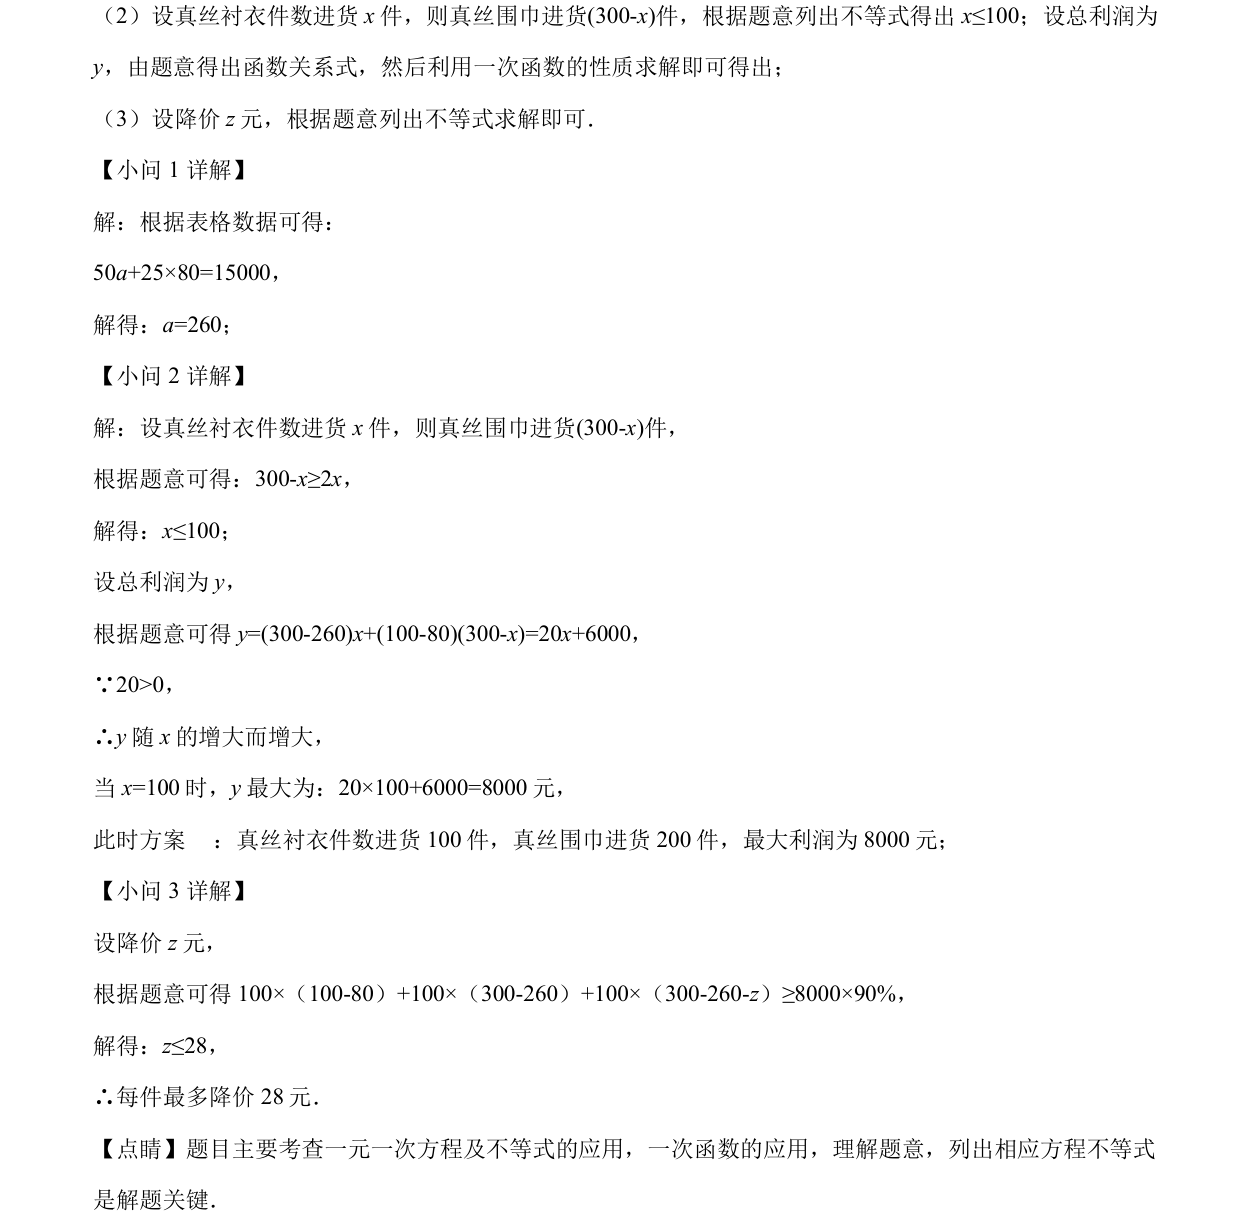 （2）设真丝衬衣件数进货 x 件，则真丝围巾进货(300-x)件，根据题意列出不等式得出 x≤100；设总利润为
y，由题意得出函数关系式，然后利用一次函数的性质求解即可得出；
（3）设降价 z 元，根据题意列出不等式求解即可．
【小问 1 详解】
解：根据表格数据可得：
50a+25×80=15000，
解得：a=260；
【小问 2 详解】
解：设真丝衬衣件数进货 x 件，则真丝围巾进货(300-x)件，
根据题意可得：300-x≥2x，
解得：x≤100；
设总利润为 y，
根据题意可得 y=(300-260)x+(100-80)(300-x)=20x+6000，
∵20>0，
∴y 随 x 的增大而增大，
当 x=100 时，y 最大为：20×100+6000=8000 元，
此时方案 ：真丝衬衣件数进货 100 件，真丝围巾进货 200 件，最大利润为 8000 元；
【小问 3 详解】
设降价 z 元，
根据题意可得 100×（100-80）+100×（300-260）+100×（300-260-z）≥8000×90%，
解得：z≤28，
∴每件最多降价 28 元．
【点睛】题目主要考查一元一次方程及不等式的应用，一次函数的应用，理解题意，列出相应方程不等式
是解题关键．